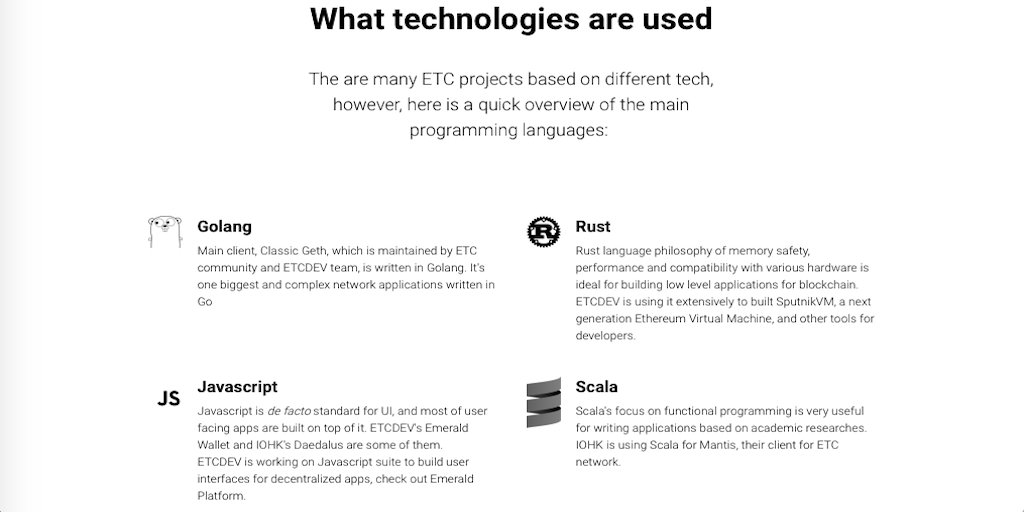 What technologies are used
The are many ETC projects based on different tech,
however, here is a quick overview of the main
programming languages:
Golang
Main client, Classic Geth, which is maintained by ETC
community and ETCDEV team, is written in Golang. It's
one biggest and complex network applications written in
Go
R
Rust
Rust language philosophy of memory safety,
performance and compatibility with various hardware is
ideal for building low level applications for blockchain.
ETCDEV is using it extensively to built SputnikVM, a next
generation Ethereum Virtual Machine, and other tools for
developers.
JS
Javascript
Javascript is de facto standard for UI, and most of user
facing apps are built on top of it. ETCDEV's Emerald
Wallet and IOHK's Daedalus are some of them.
ETCDEV is working on Javascript suite to build user
interfaces for decentralized apps, check out Emerald
Platform.
Scala
Scala's focus on functional programming is very useful
for writing applications based on academic researches.
IOHK is using Scala for Mantis, their client for ETC
network.